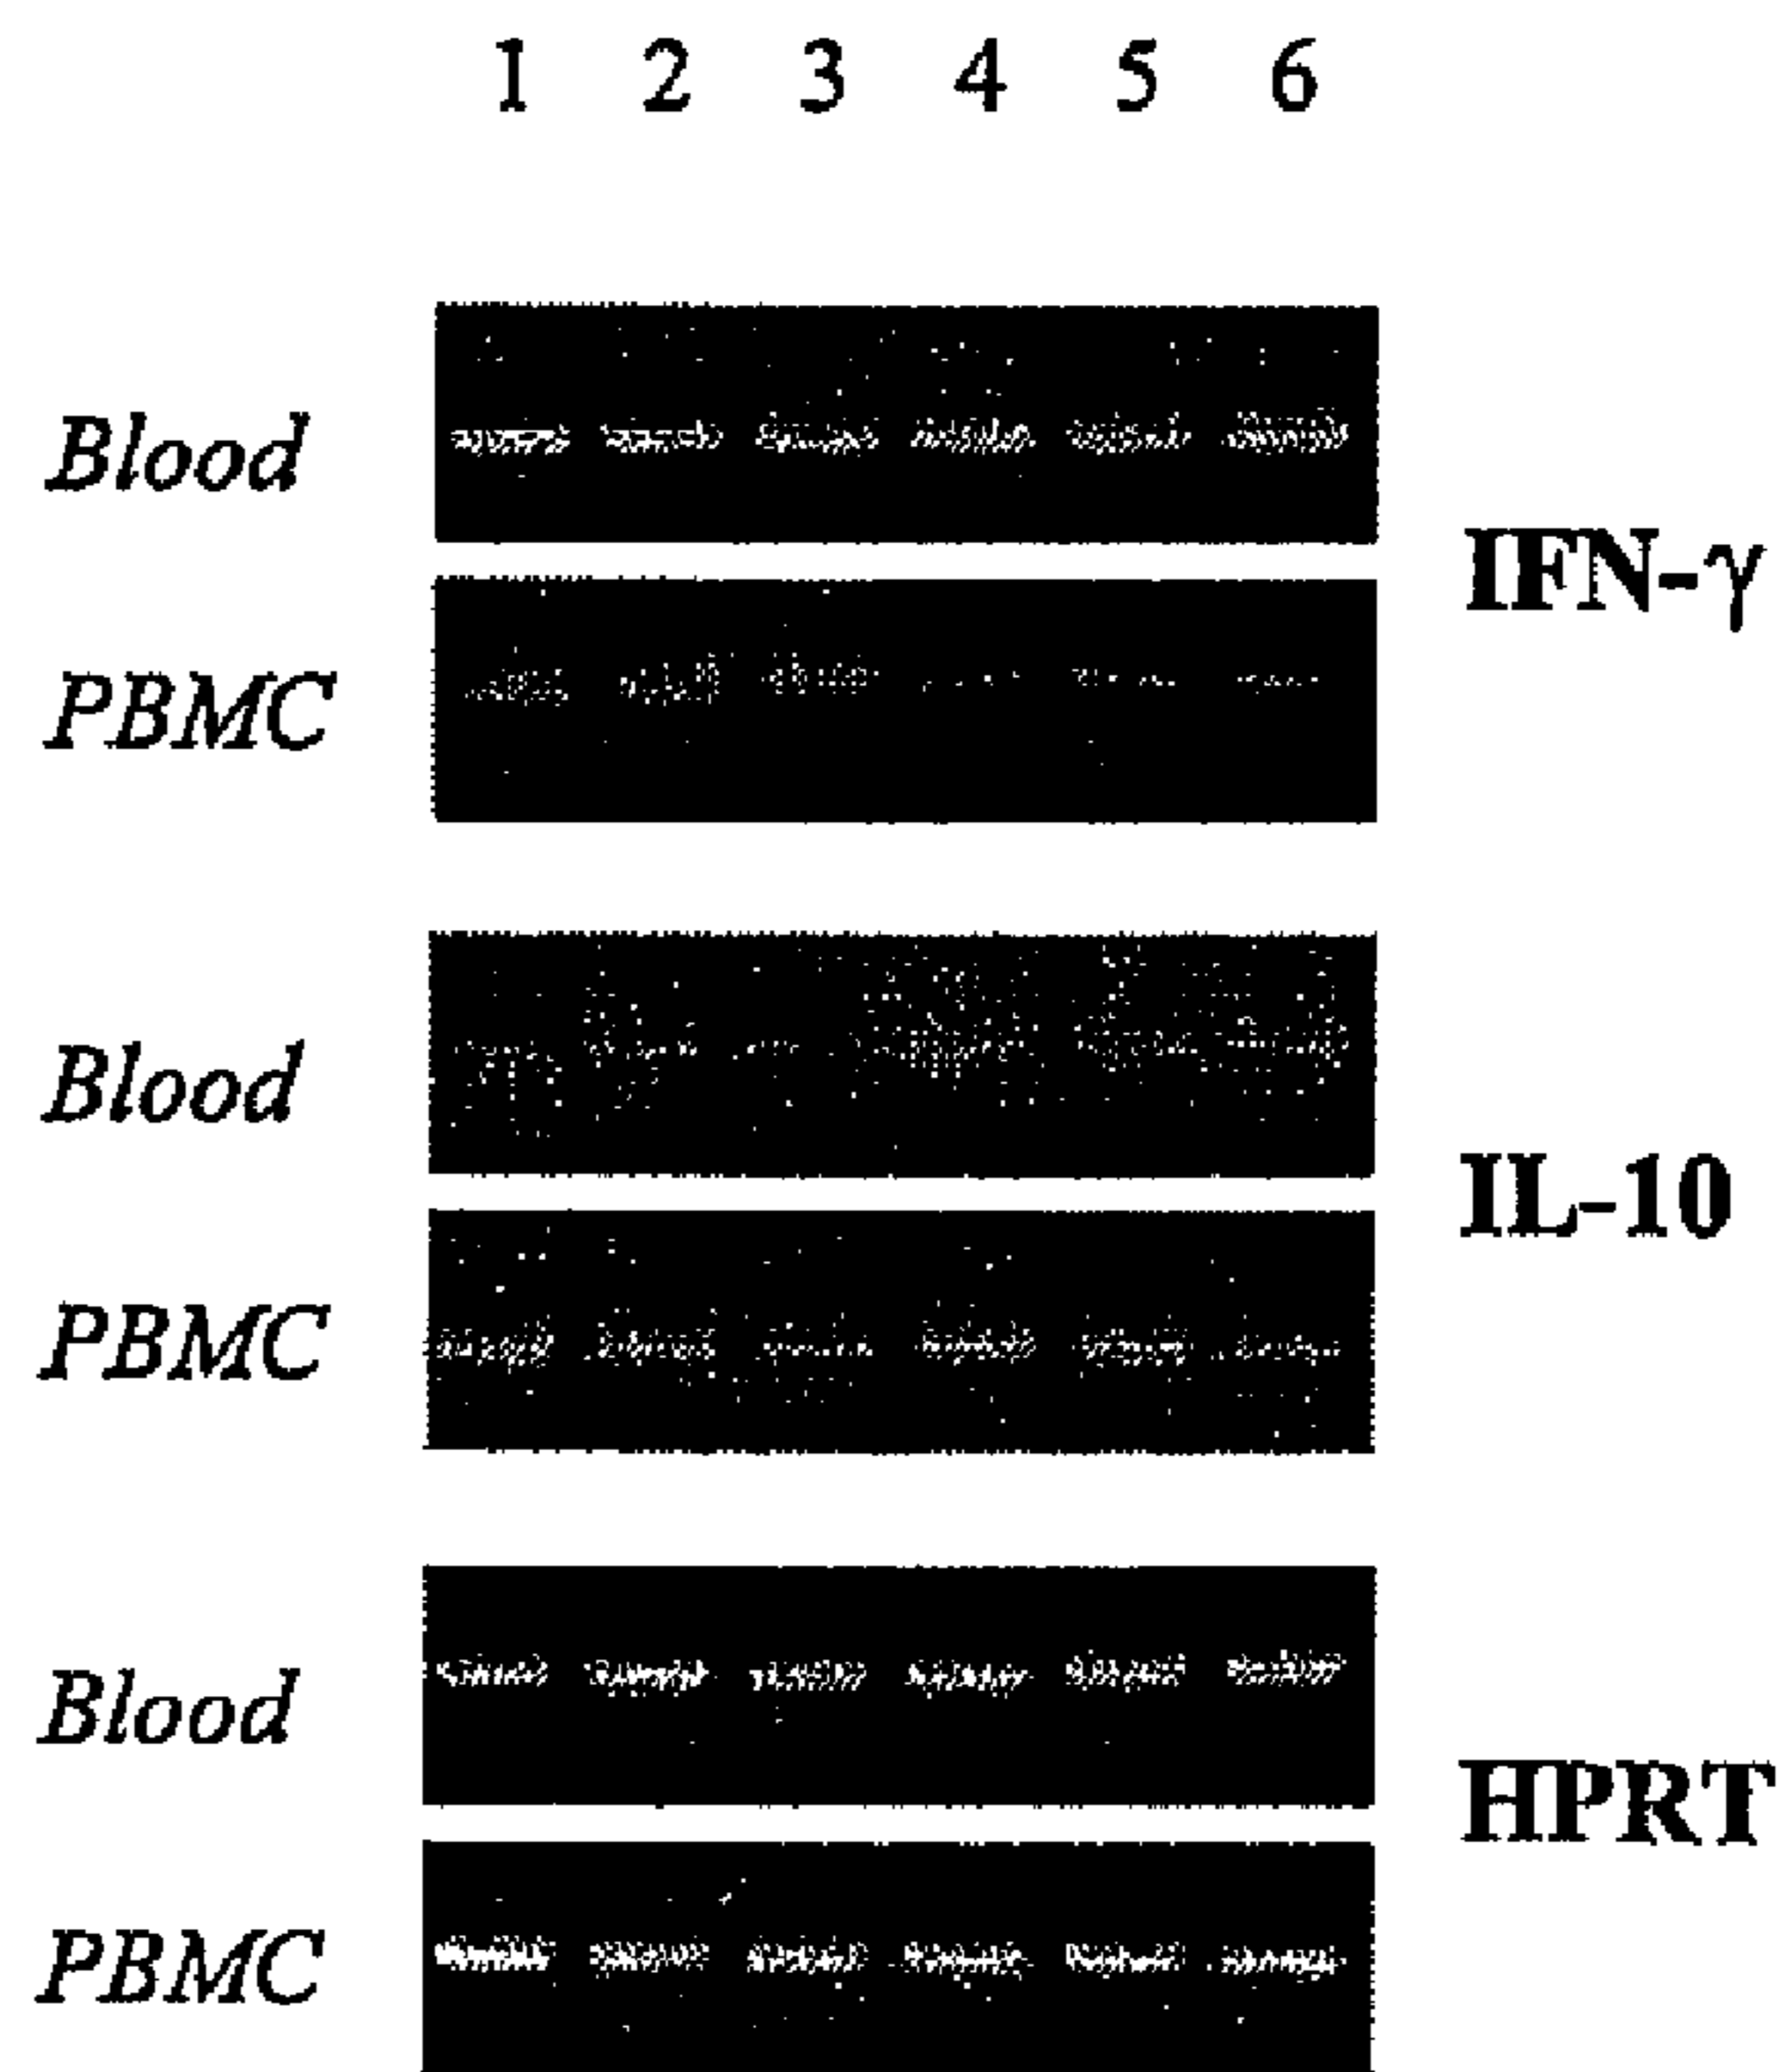 1 2 3 4 5 6
Blood
IFN-γ
PBMC
Blood
IL-10
PBMC
Blood
HPRT
PBMC